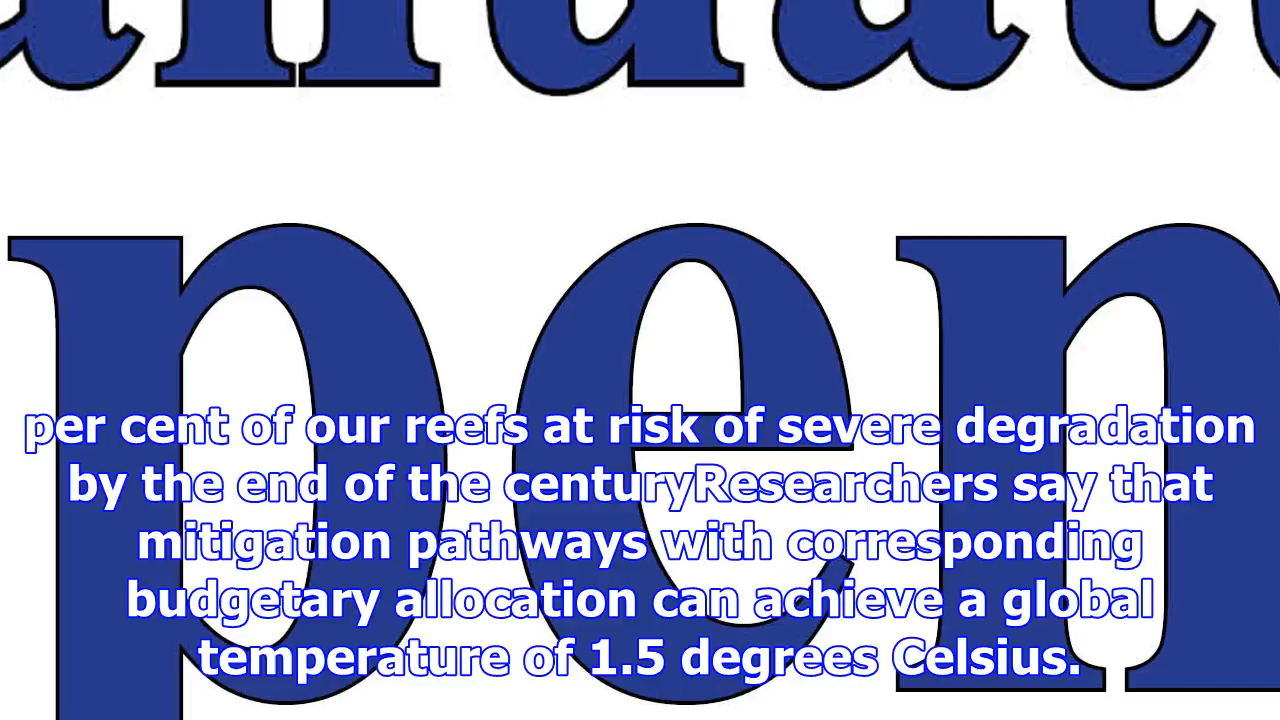 pen
per cent of our reefs at risk of severe degradation
by the end of the centuryResearchers say that
mitigation pathways with corresponding
budgetary allocation can achieve a global
temperature of 1.5 degrees Celsius.